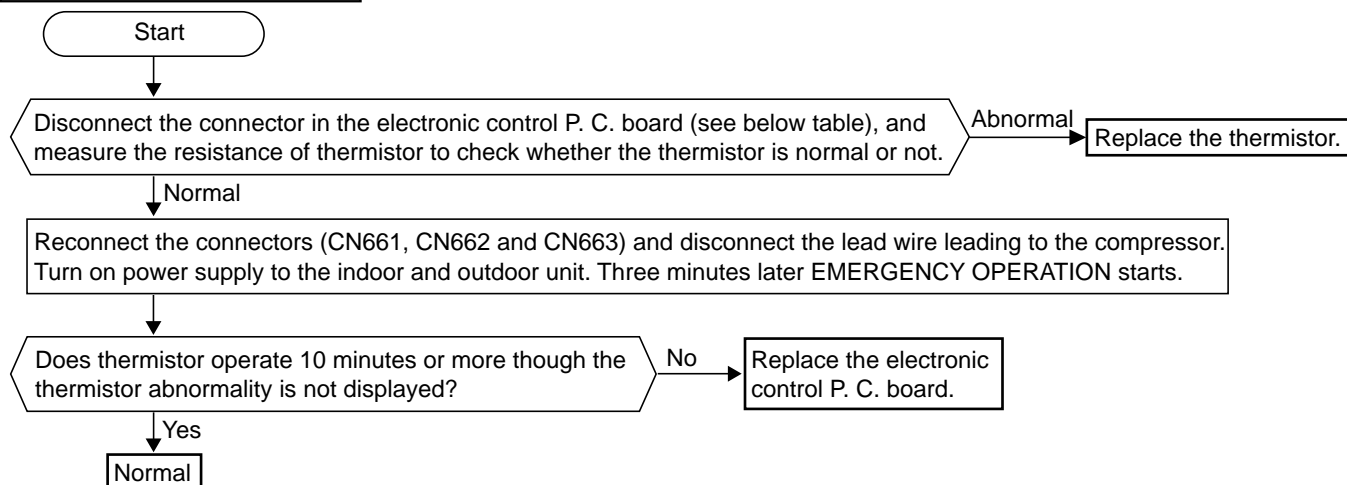 Start
Disconnect the connector in the electronic control P. C. board (see below table), and
measure the resistance of thermistor to check whether the thermistor is normal or not.
Abnormal
Replace the thermistor.
Normal
Reconnect the connectors (CN661, CN662 and CN663) and disconnect the lead wire leading to the compressor.
Turn on power supply to the indoor and outdoor unit. Three minutes later EMERGENCY OPERATION starts.
Does thermistor operate 10 minutes or more though the
thermistor abnormality is not displayed?
No
Replace the electronic
control P. C. board.
Yes
Normal